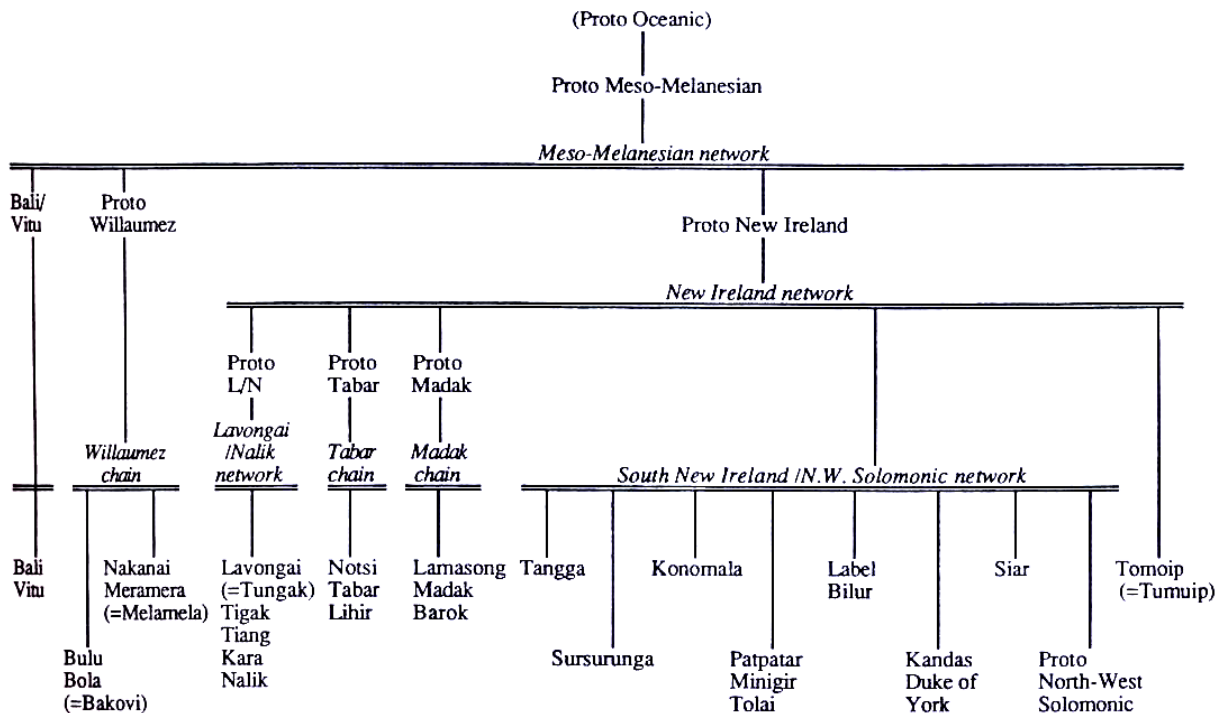 (Proto Oceanic)
Proto Meso-Melanesian
Meso-Melanesian network
Bali/
Vitu
Proto
Willaumez
Proto New Ireland
New Ireland network
Proto
L/N
Proto
Tabar
Proto
Madak
Willaumez
chain
Lavongai
/Nalik
network
Tabar
chain
Madak
chain
South New Ireland /N.W. Solomonic network
Bali
Vitu
Bulu
Bola
(=Bakovi)
Nakanai
Meramera
(=Melamela)
Lavongai
(=Tungak)
Tigak
Tiang
Kara
Nalik
Notsi
Tabar
Lihir
Lamasong
Madak
Barok
Tangga
Sursurunga
Konomala
Patpatar
Minigir
Tolai
Label
Bilur
Kandas
Duke of
York
Siar
Proto
North-West
Solomonic
Tomoip
(=Tumuip)